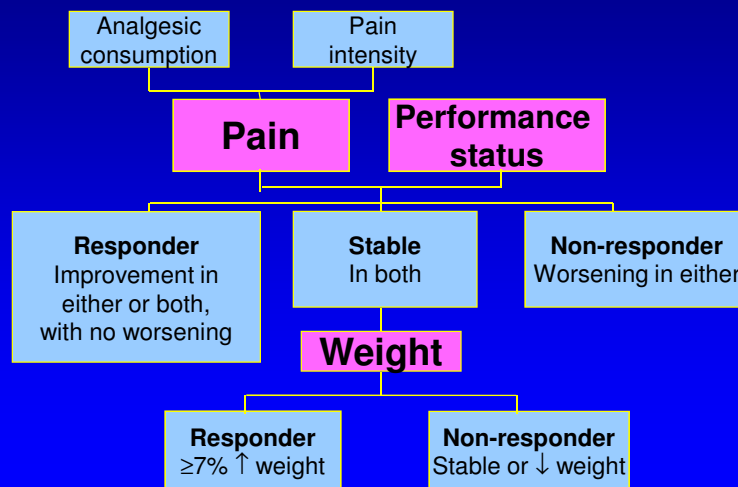 Analgesic
consumption
Pain
intensity
Pain
Performance
status
Responder
Improvement in
either or both,
with no worsening
Stable
In both
Non-responder
Worsening in either
Weight
Responder
≥7% ↑ weight
Non-responder
Stable or ↓ weight